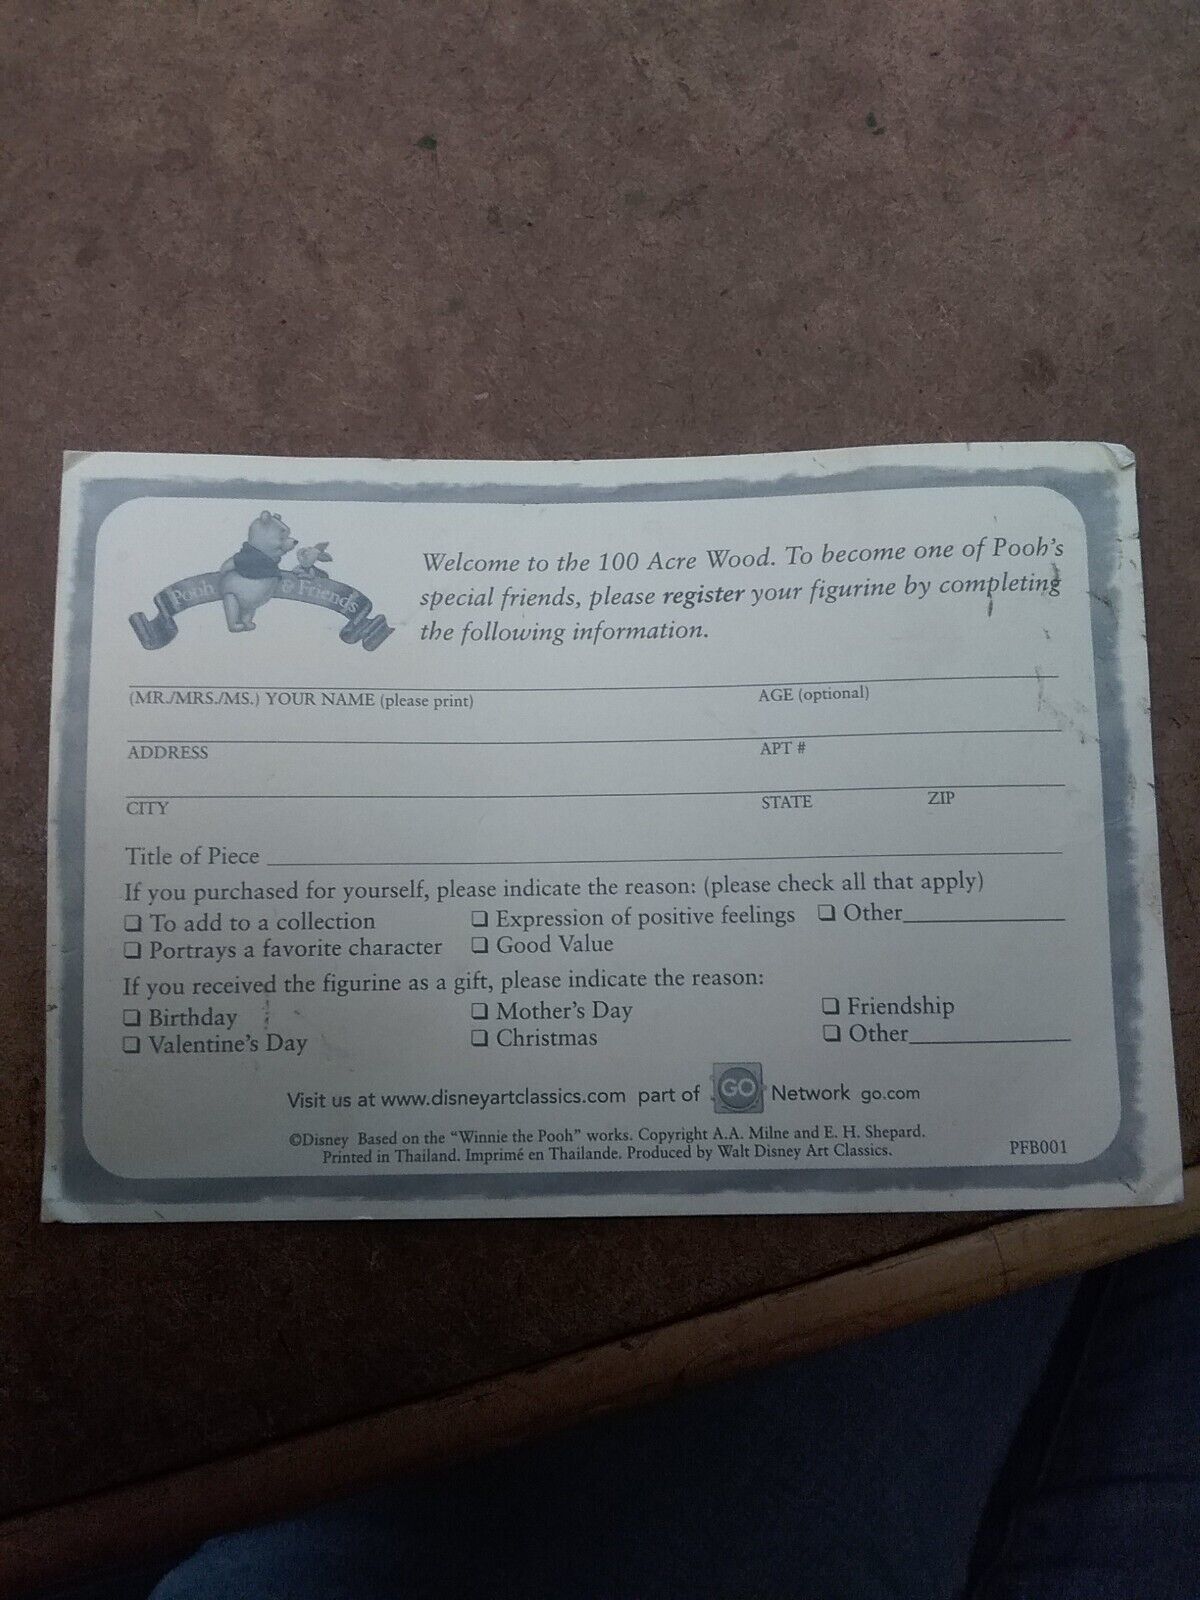 Pooh & Friends
Welcome to the 100 Acre Wood. To become one of Pooh's
special friends, please register your figurine by completing
the following information.
(MR./MRS./MS.) YOUR NAME (please print) AGE (optional)
ADDRESS APT #
CITY STATE ZIP
Title of Piece
If you purchased for yourself, please indicate the reason: (please check all that apply)
❏ To add to a collection ❏ Expression of positive feelings ❏ Other
❏ Portrays a favorite character ❏ Good Value
If you received the figurine as a gift, please indicate the reason:
❏ Birthday ❏ Mother's Day ❏ Friendship
❏ Valentine's Day ❏ Christmas ❏ Other
Visit us at www.disneyartclassics.com part of GO Network go.com
©Disney Based on the "Winnie the Pooh" works. Copyright A.A. Milne and E. H. Shepard.
Printed in Thailand. Imprimé en Thailande. Produced by Walt Disney Art Classics. PFB001